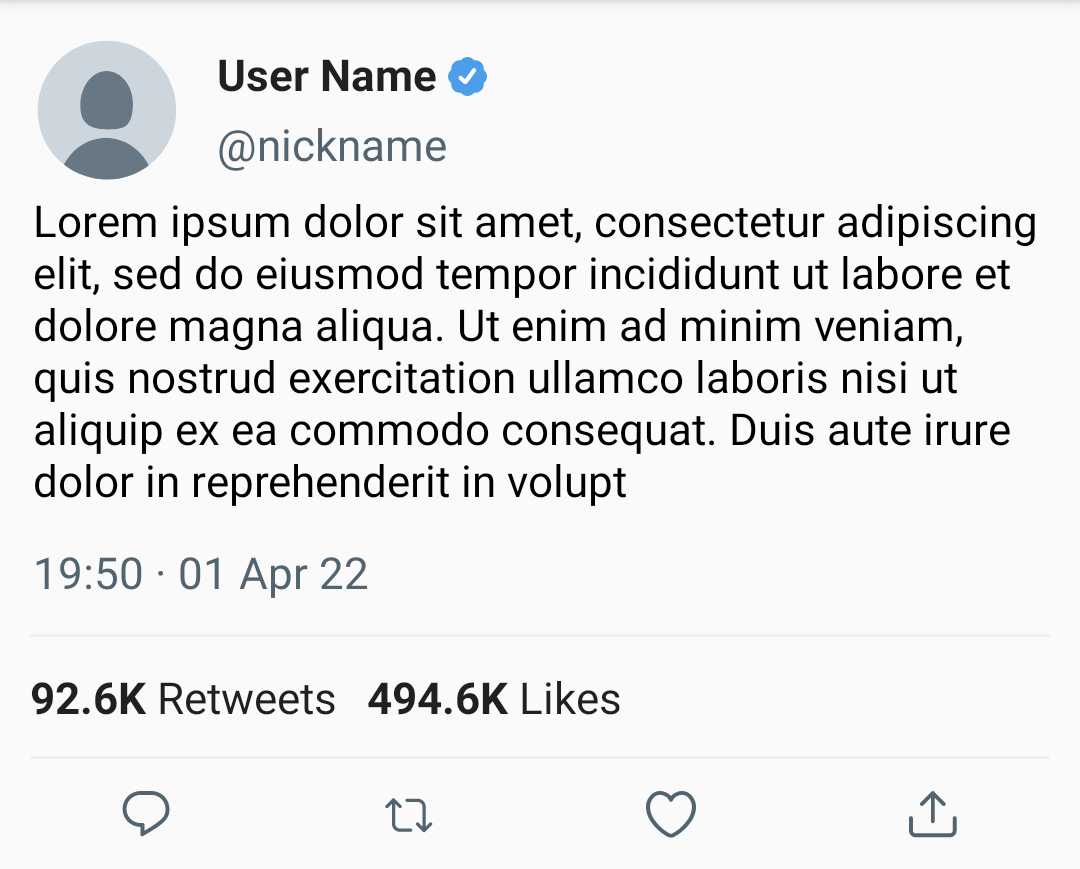 User Name
@nickname
Lorem ipsum dolor sit amet, consectetur adipiscing
elit, sed do eiusmod tempor incididunt ut labore et
dolore magna aliqua. Ut enim ad minim veniam,
quis nostrud exercitation ullamco laboris nisi ut
aliquip ex ea commodo consequat. Duis aute irure
dolor in reprehenderit in volupt
19:50 · 01 Apr 22
92.6K Retweets 494.6K Likes